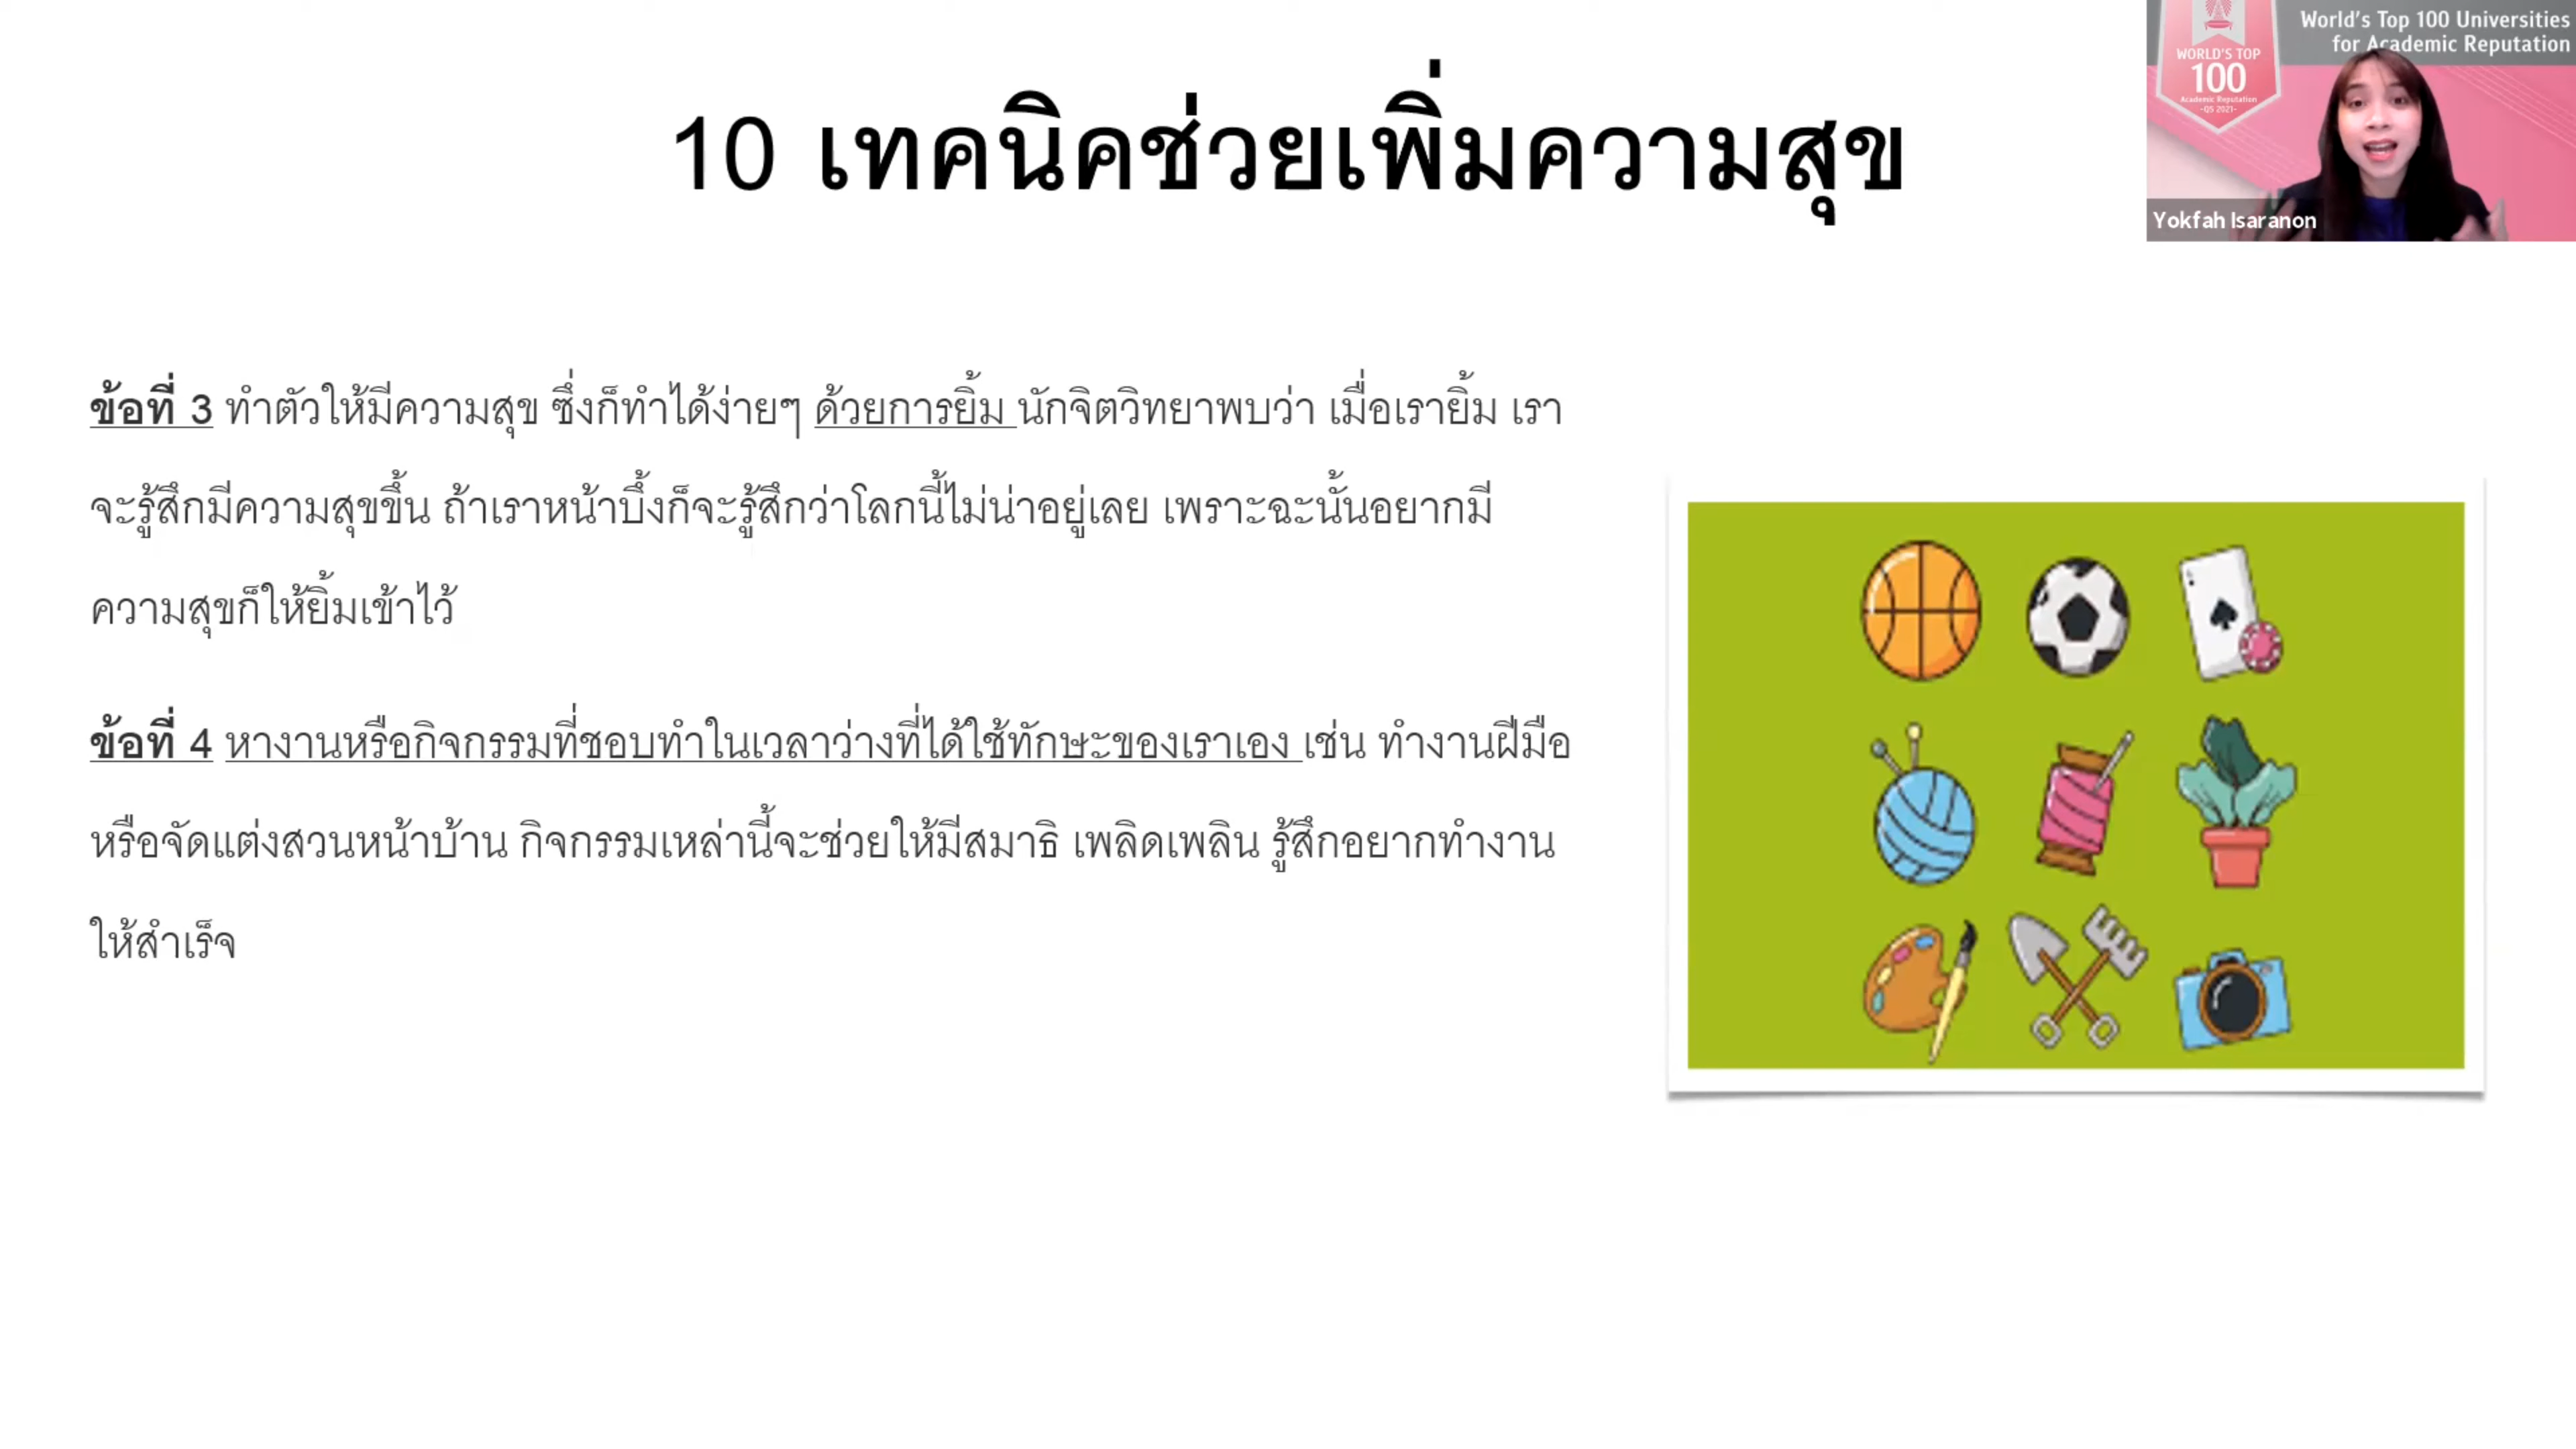 World's Top 100 Universities
for Academic Reputation
WORLD'S TOP
100
Academic Reputation
-QS 2021-
Yokfah Isaranon
10 เทคนิคช่วยเพิ่มความสุข
ข้อที่ 3 ทำตัวให้มีความสุข ซึ่งก็ทำได้ง่ายๆ ด้วยการยิ้ม นักจิตวิทยาพบว่า เมื่อเรายิ้ม เรา
จะรู้สึกมีความสุขขึ้น ถ้าเราหน้าบึ้งก็จะรู้สึกว่าโลกนี้ไม่น่าอยู่เลย เพราะฉะนั้นอยากมี
ความสุขก็ให้ยิ้มเข้าไว้
ข้อที่ 4 หางานหรือกิจกรรมที่ชอบทำในเวลาว่างที่ได้ใช้ทักษะของเราเอง เช่น ทำงานฝีมือ
หรือจัดแต่งสวนหน้าบ้าน กิจกรรมเหล่านี้จะช่วยให้มีสมาธิ เพลิดเพลิน รู้สึกอยากทำงาน
ให้สำเร็จ